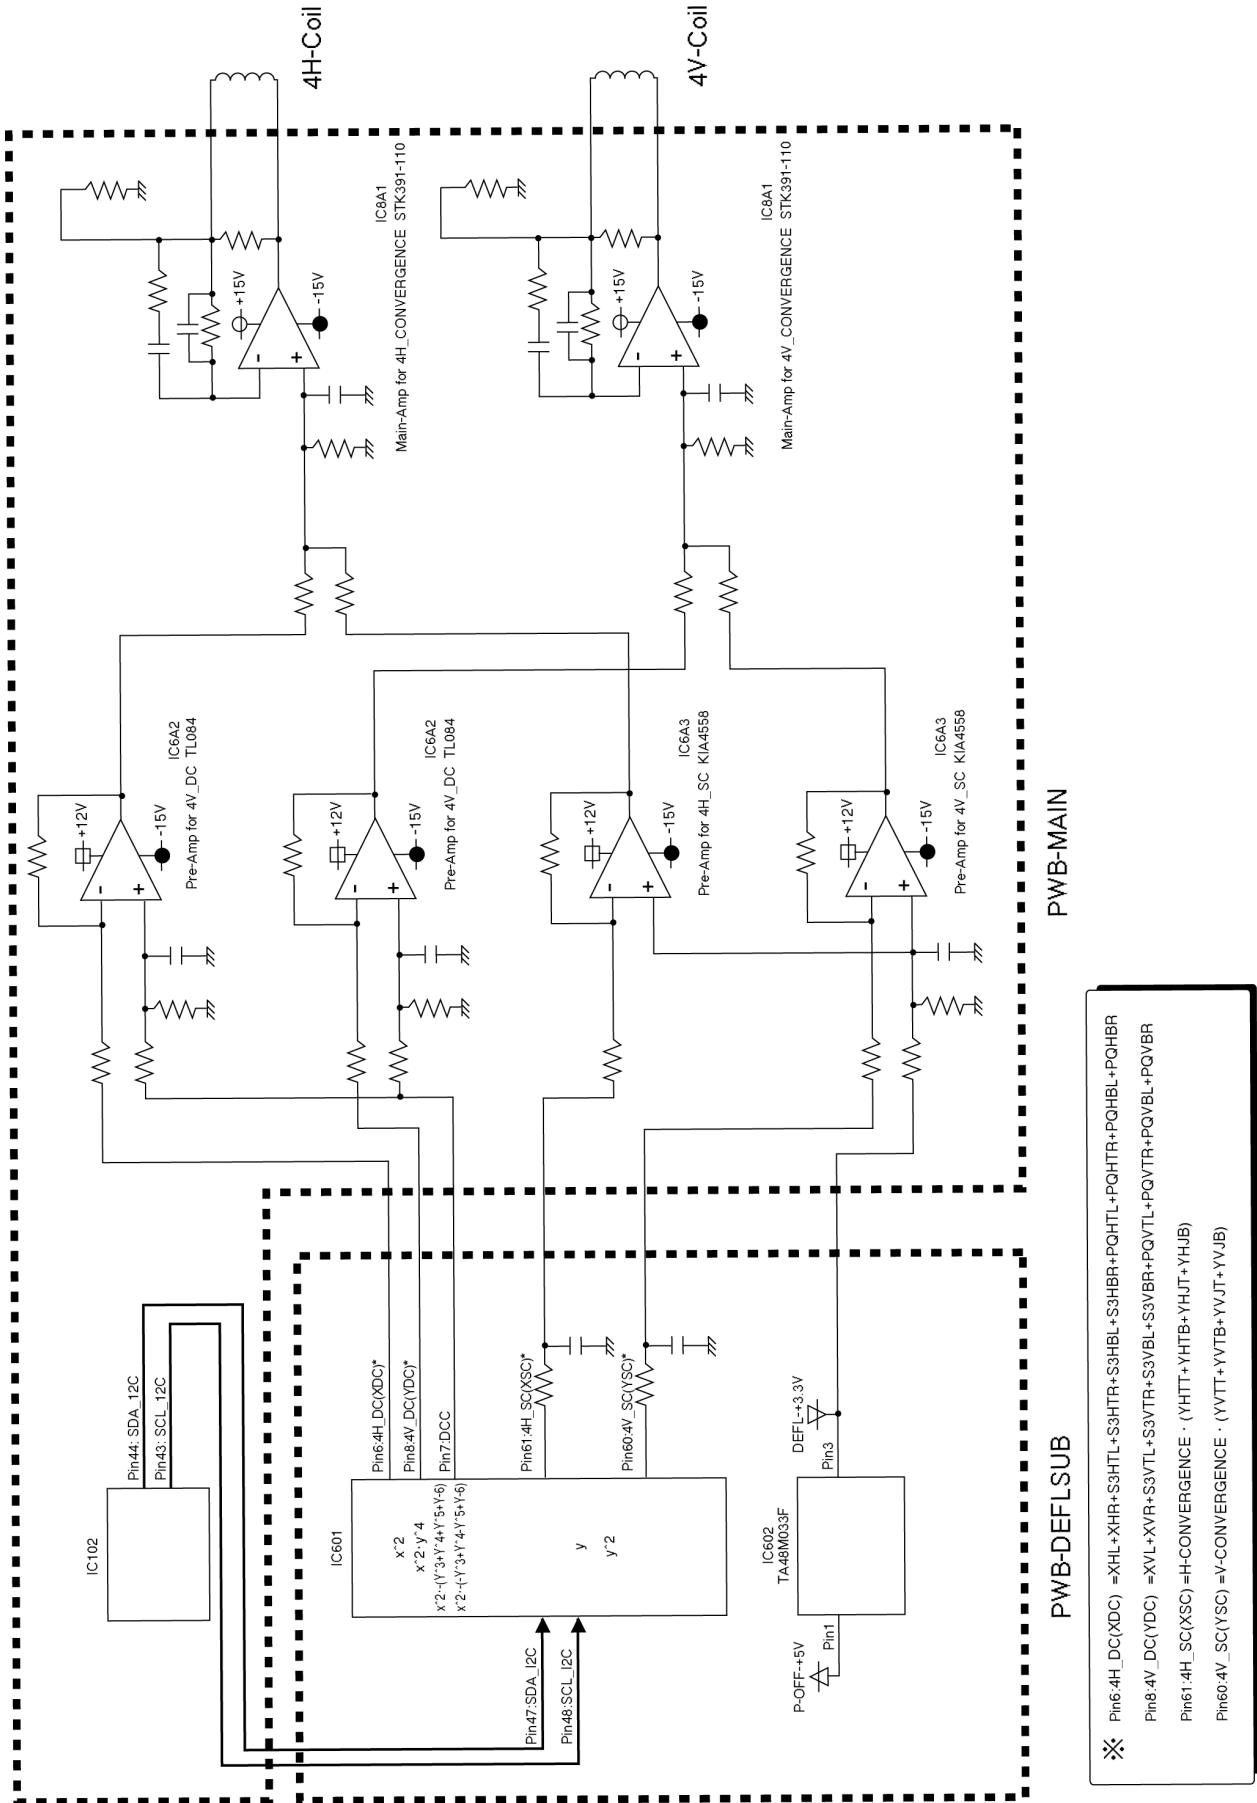 IC102
Pin44: SDA_12C
Pin43: SCL_12C
IC601
x^2
x^2·y^4
x^2·-(Y^3+Y^4+Y^5+Y-6)
x^2·(-Y^3+Y^4-Y^5+Y-6)
y
y^2
Pin6:4H_DC(XDC)*
Pin8:4V_DC(YDC)*
Pin7:DCC
Pin61:4H_SC(XSC)*
Pin60:4V_SC(YSC)*
Pin47:SDA_I2C
Pin48:SCL_I2C
P-OFF-+5V
Pin1
IC602
TA48M033F
Pin3
DEFL-+3.3V
PWB-DEFLSUB
PWB-MAIN
-
+
+12V
-15V
IC6A2
Pre-Amp for 4V_DC TL084
-
+
+12V
-15V
IC6A2
Pre-Amp for 4V_DC TL084
-
+
+12V
-15V
IC6A3
Pre-Amp for 4H_SC KIA4558
-
+
+12V
-15V
IC6A3
Pre-Amp for 4V_SC KIA4558
-
+
+15V
-15V
IC8A1
Main-Amp for 4H_CONVERGENCE STK391-110
4H-Coil
-
+
+15V
-15V
IC8A1
Main-Amp for 4V_CONVERGENCE STK391-110
4V-Coil
※ Pin6:4H_DC(XDC) =XHL+XHR+S3HTL+S3HTR+S3HBL+S3HBR+PQHTL+PQHTR+PQHBL+PQHBR
Pin8:4V_DC(YDC) =XVL+XVR+S3VTL+S3VTR+S3VBL+S3VBR+PQVTL+PQVTR+PQVBL+PQVBR
Pin61:4H_SC(XSC) =H-CONVERGENCE · (YHTT+YHTB+YHJT+YHJB)
Pin60:4V_SC(YSC) =V-CONVERGENCE · (YVTT+YVTB+YVJT+YVJB)